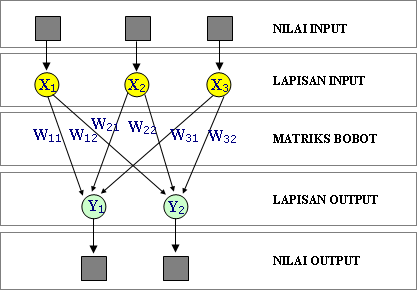 NILAI INPUT
X1 X2 X3 LAPISAN INPUT
W11 W12 W21 W22 W31 W32 MATRIKS BOBOT
Y1 Y2 LAPISAN OUTPUT
NILAI OUTPUT